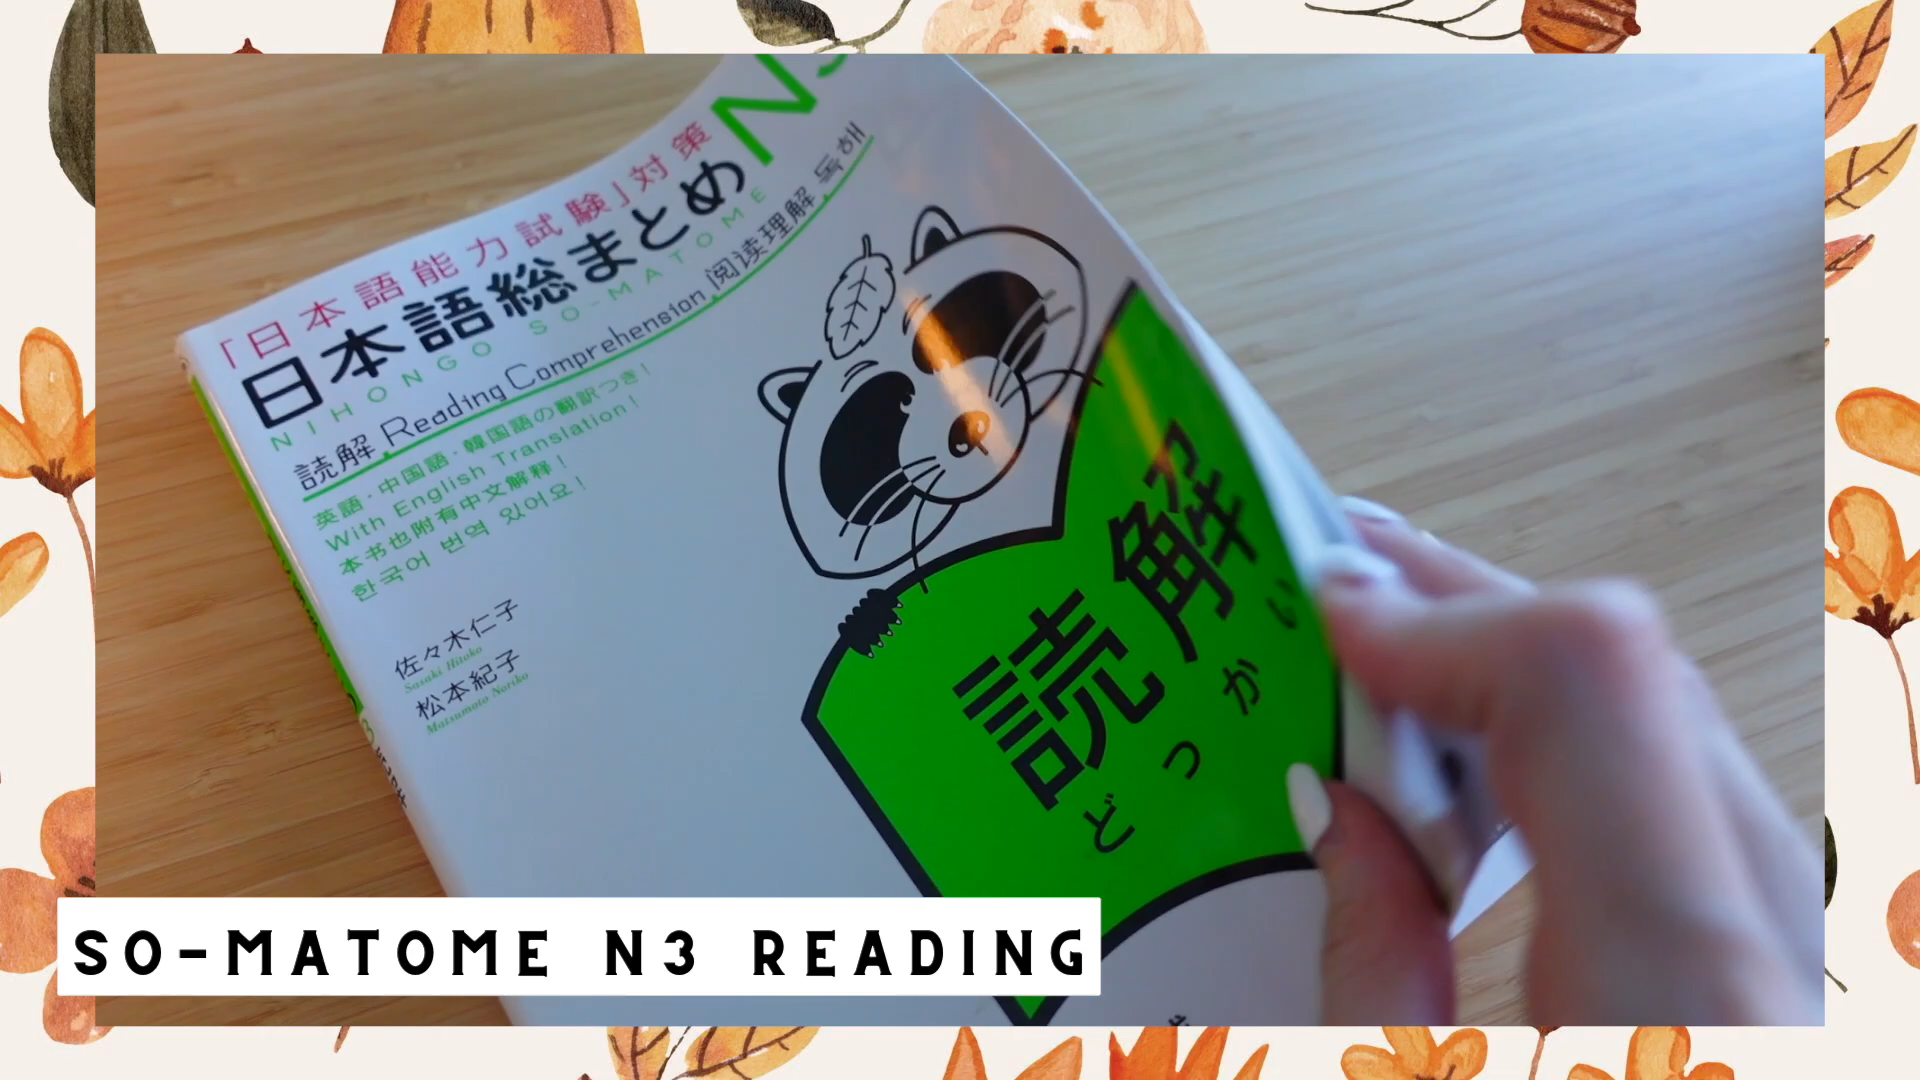 「日本語能力試験」対策
日本語総まとめ N3
NIHONGO SO-MATOME
読解 Reading Comprehension 阅读理解 독해
英語・中国語・韓国語の翻訳つき!
With English Translation!
本书也附有中文解释!
한국어 번역 있어요!
佐々木仁子
Sasaki Hitoko
松本紀子
Matsumoto Noriko
読解
どっかい
SO-MATOME N3 READING